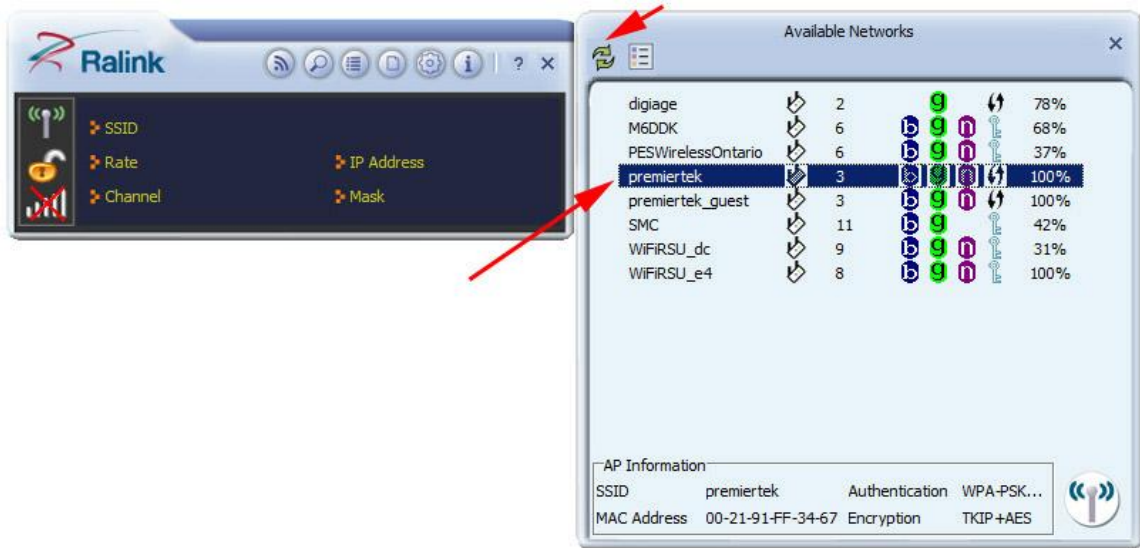 Ralink
i ? ×
SSID
Rate
IP Address
Channel
Mask
Available Networks
×
digiage 2 g 78%
M6DDK 6 b g n 68%
PESWirelessOntario 6 b g n 37%
premiertek 3 b g n 100%
premiertek_guest 3 b g n 100%
SMC 11 b g 42%
WiFiRSU_dc 9 b g n 31%
WiFiRSU_e4 8 b g n 100%
AP Information
SSID premiertek Authentication WPA-PSK...
MAC Address 00-21-91-FF-34-67 Encryption TKIP+AES